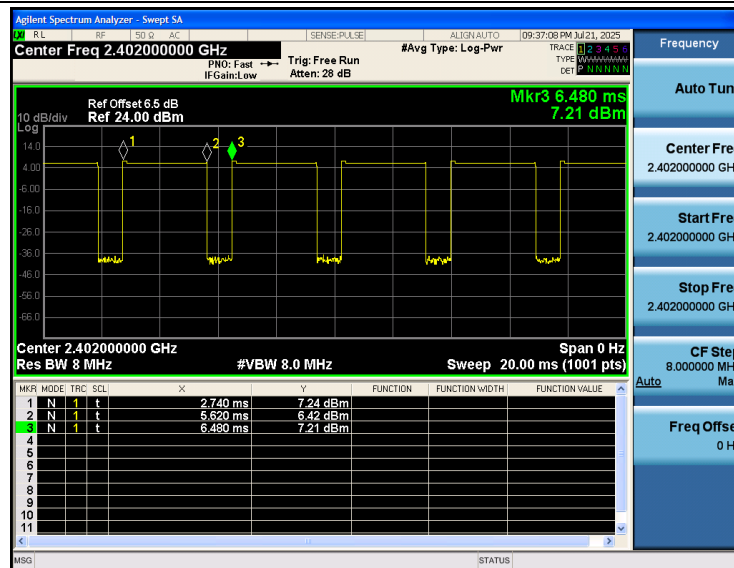 Agilent Spectrum Analyzer - Swept SA
LXI RL RF 50 Ω AC SENSE:PULSE ALIGN AUTO 09:37:08 PM Jul 21, 2025
Center Freq 2.402000000 GHz #Avg Type: Log-Pwr TRACE 1 2 3 4 5 6
PNO: Fast Trig: Free Run TYPE WWWWWW
IFGain:Low Atten: 28 dB DET P N N N N N
Mkr3 6.480 ms
7.21 dBm
Ref Offset 6.5 dB
10 dB/div Ref 24.00 dBm
Log
1
2
3
14.0
4.00
-6.00
-16.0
-26.0
-36.0
-46.0
-56.0
-66.0
Center 2.402000000 GHz Span 0 Hz
Res BW 8 MHz #VBW 8.0 MHz Sweep 20.00 ms (1001 pts)
MKR MODE TRC SCL X Y FUNCTION FUNCTION WIDTH FUNCTION VALUE
1 N 1 t 2.740 ms 7.24 dBm
2 N 1 t 5.620 ms 6.42 dBm
3 N 1 t 6.480 ms 7.21 dBm
4
5
6
7
8
9
10
11
MSG STATUS
Frequency
Auto Tun
Center Fre
2.402000000 GH
Start Fre
2.402000000 GH
Stop Fre
2.402000000 GH
CF Step
8.000000 MH
Auto Ma
Freq Offse
0 H